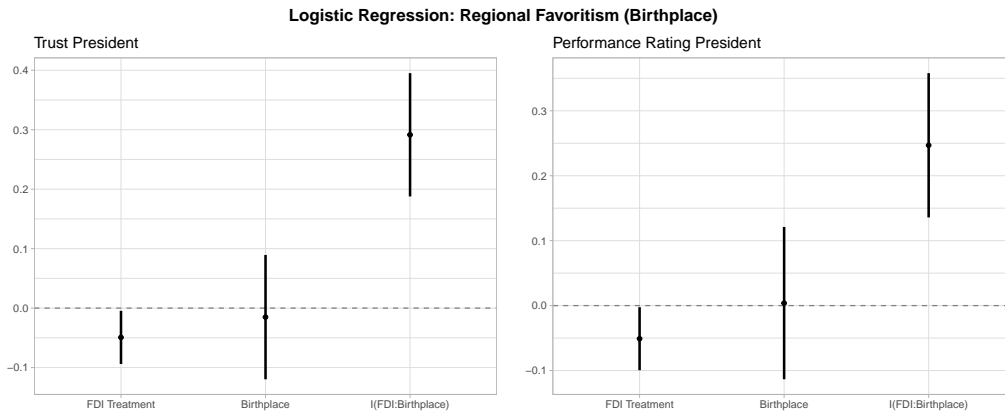 Logistic Regression: Regional Favoritism (Birthplace)
Trust President
0.4
0.3
0.2
0.1
0.0
−0.1
FDI Treatment
Birthplace
I(FDI:Birthplace)
Performance Rating President
0.3
0.2
0.1
0.0
−0.1
FDI Treatment
Birthplace
I(FDI:Birthplace)